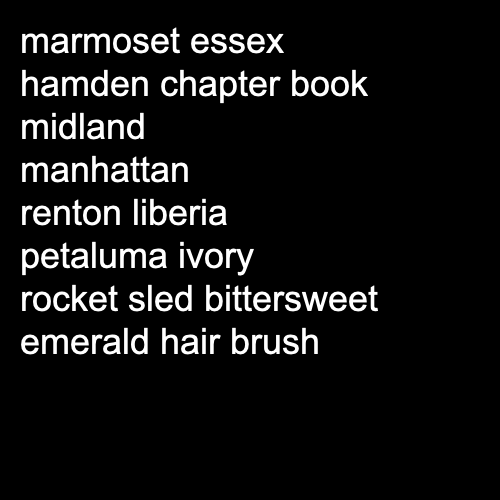 marmoset essex
hamden chapter book
midland
manhattan
renton liberia
petaluma ivory
rocket sled bittersweet
emerald hair brush